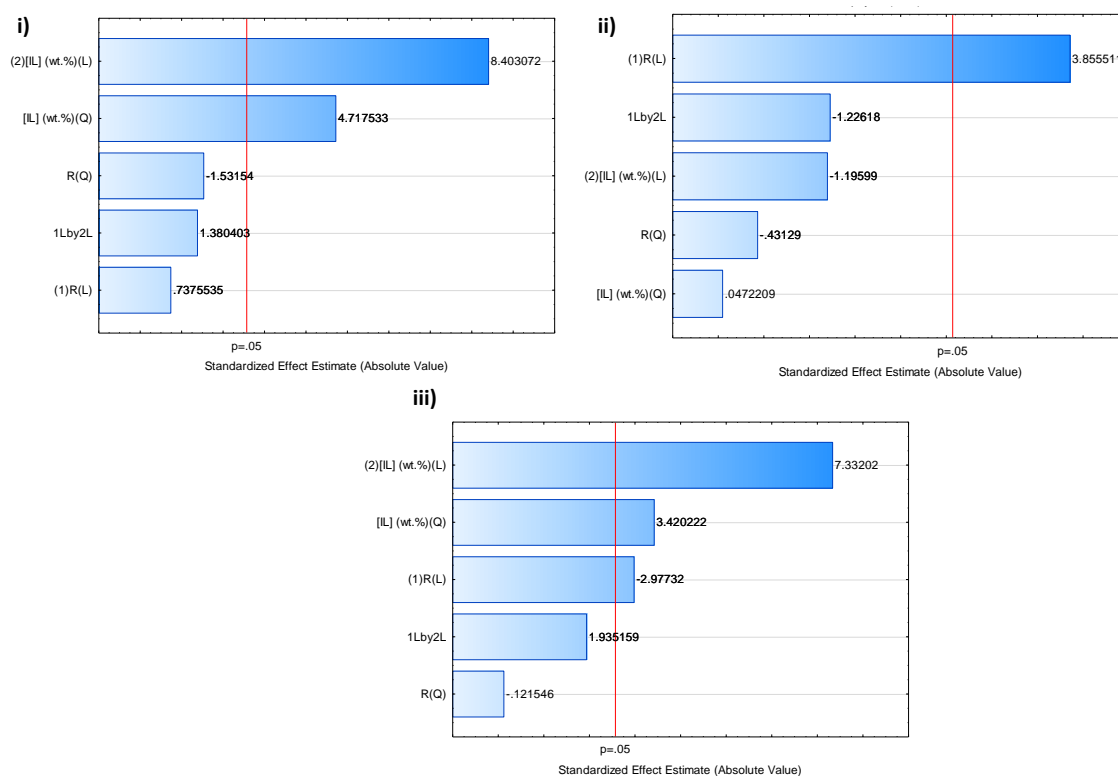 i)
(2)[IL] (wt.%)(L)
8.403072
[IL] (wt.%)(Q)
4.717533
R(Q)
-1.53154
1Lby2L
1.380403
(1)R(L)
.7375535
p=.05
Standardized Effect Estimate (Absolute Value)
ii)
(1)R(L)
3.855511
1Lby2L
-1.22618
(2)[IL] (wt.%)(L)
-1.19599
R(Q)
-.43129
[IL] (wt.%)(Q)
.0472209
p=.05
Standardized Effect Estimate (Absolute Value)
iii)
(2)[IL] (wt.%)(L)
7.33202
[IL] (wt.%)(Q)
3.420222
(1)R(L)
-2.97732
1Lby2L
1.935159
R(Q)
-.121546
p=.05
Standardized Effect Estimate (Absolute Value)